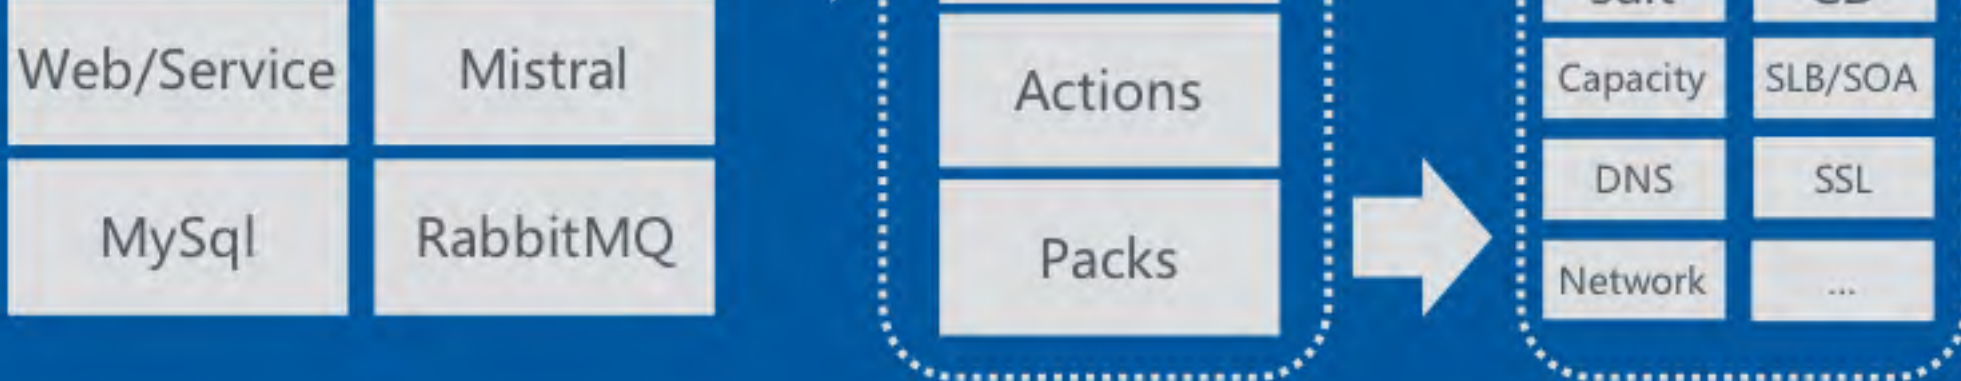 Web/Service
Mistral
MySql
RabbitMQ
Actions
Packs
Capacity
SLB/SOA
DNS
SSL
Network
...